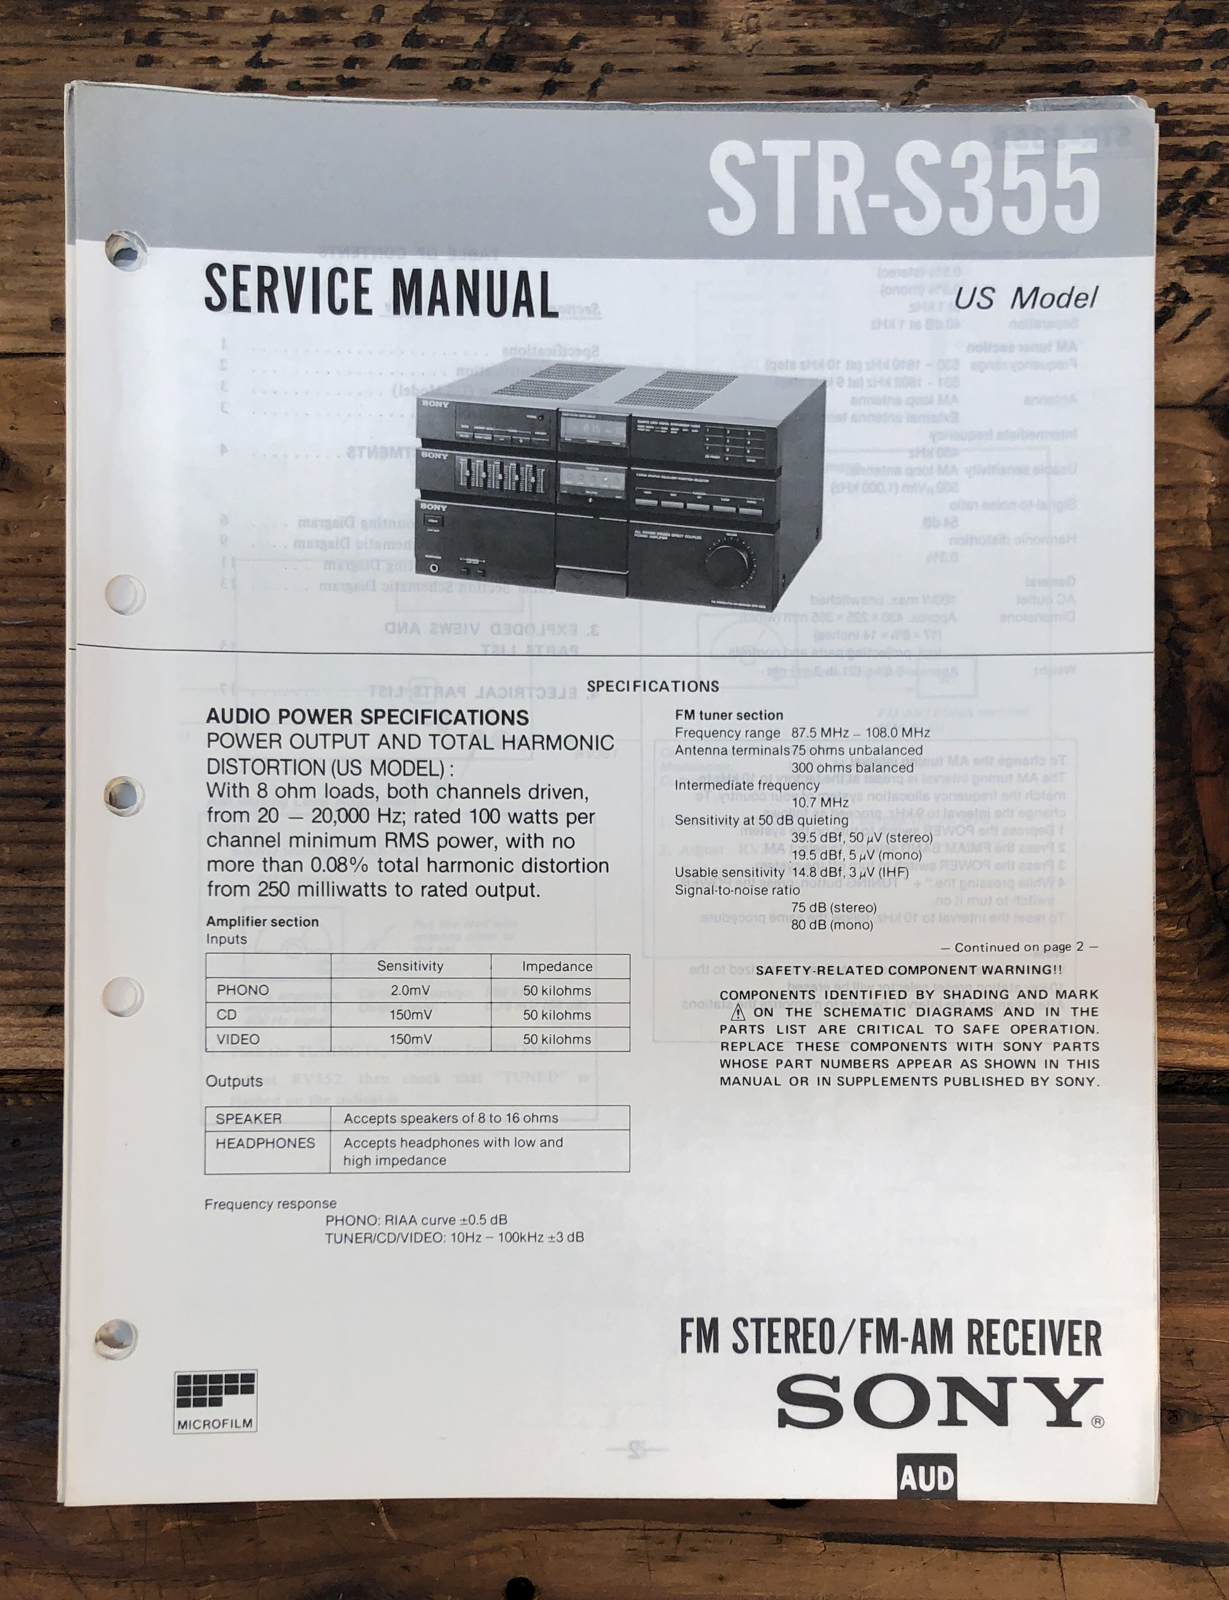 STR-S355
SERVICE MANUAL
US Model
SONY
SONY
SONY
SPECIFICATIONS
AUDIO POWER SPECIFICATIONS
POWER OUTPUT AND TOTAL HARMONIC
DISTORTION (US MODEL) :
With 8 ohm loads, both channels driven,
from 20 – 20,000 Hz; rated 100 watts per
channel minimum RMS power, with no
more than 0.08% total harmonic distortion
from 250 milliwatts to rated output.
Amplifier section
Inputs
Sensitivity Impedance
PHONO 2.0mV 50 kilohms
CD 150mV 50 kilohms
VIDEO 150mV 50 kilohms
Outputs
SPEAKER Accepts speakers of 8 to 16 ohms
HEADPHONES Accepts headphones with low and
high impedance
Frequency response
PHONO: RIAA curve ±0.5 dB
TUNER/CD/VIDEO: 10Hz – 100kHz ±3 dB
FM tuner section
Frequency range 87.5 MHz – 108.0 MHz
Antenna terminals 75 ohms unbalanced
300 ohms balanced
Intermediate frequency
10.7 MHz
Sensitivity at 50 dB quieting
39.5 dBf, 50 µV (stereo)
19.5 dBf, 5 µV (mono)
Usable sensitivity 14.8 dBf, 3 µV (IHF)
Signal-to-noise ratio
75 dB (stereo)
80 dB (mono)
– Continued on page 2 –
SAFETY-RELATED COMPONENT WARNING!!
COMPONENTS IDENTIFIED BY SHADING AND MARK
⚠ ON THE SCHEMATIC DIAGRAMS AND IN THE
PARTS LIST ARE CRITICAL TO SAFE OPERATION.
REPLACE THESE COMPONENTS WITH SONY PARTS
WHOSE PART NUMBERS APPEAR AS SHOWN IN THIS
MANUAL OR IN SUPPLEMENTS PUBLISHED BY SONY.
FM STEREO/FM-AM RECEIVER
SONY®
MICROFILM
AUD